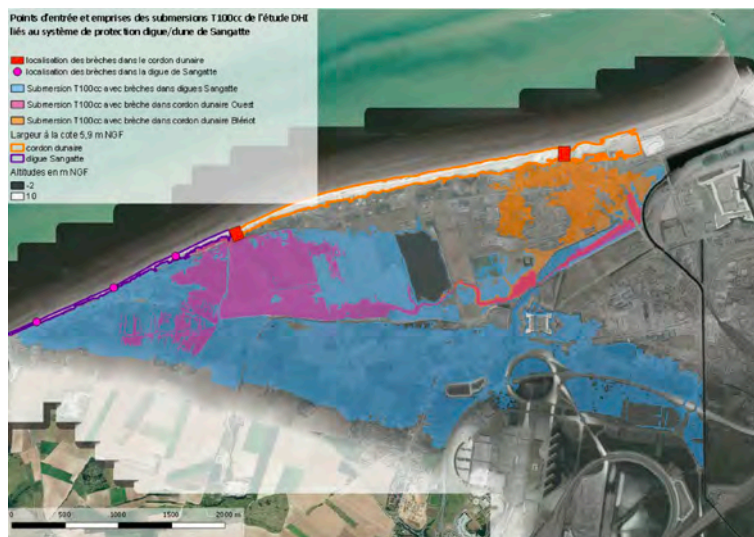 Points d'entrée et emprises des submersions T100cc de l'étude DHI
liés au système de protection digue/dune de Sangatte
localisation des brèches dans le cordon dunaire
localisation des brèches dans la digue de Sangatte
Submersion T100cc avec brèches dans digues Sangatte
Submersion T100cc avec brèche dans cordon dunaire Ouest
Submersion T100cc avec brèche dans cordon dunaire Blériot
Largeur à la cote 5,9 m NGF
cordon dunaire
digue Sangatte
Altitudes en m NGF
-2
10
0 500 1000 1500 2000 m